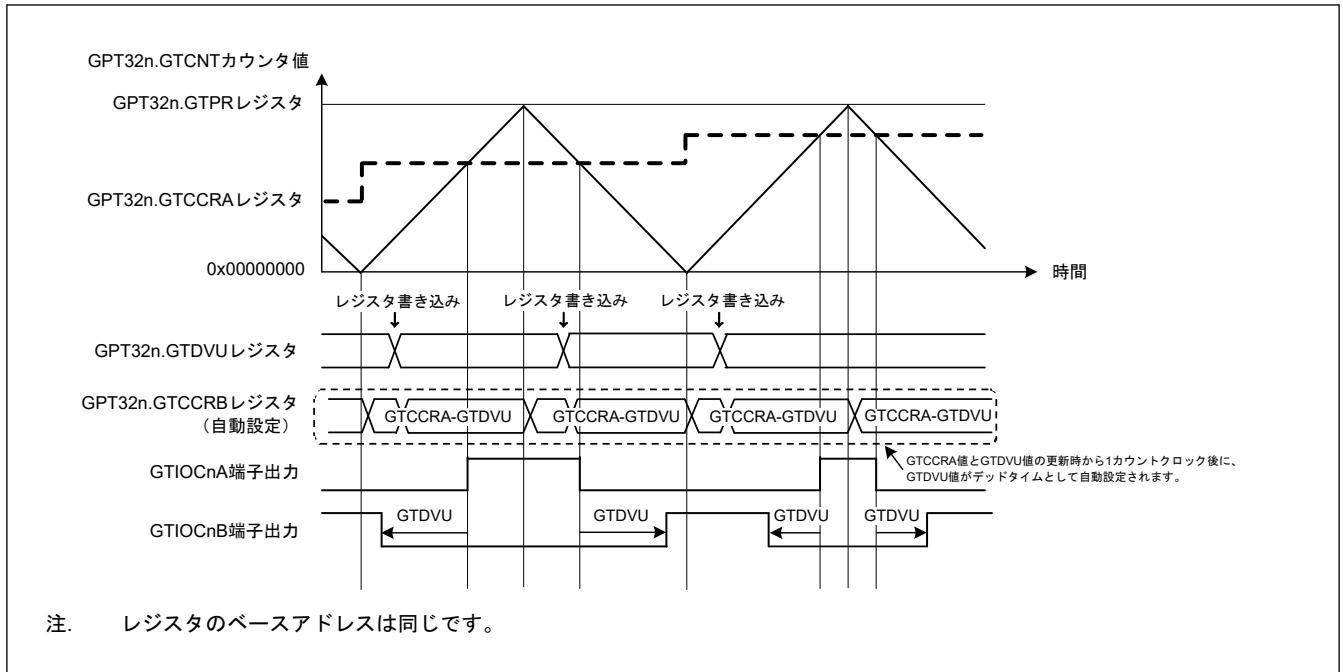 GPT32n.GTCNTカウンタ値
GPT32n.GTPRレジスタ
GPT32n.GTCCRAレジスタ
0x00000000
時間
レジスタ書き込み レジスタ書き込み レジスタ書き込み
GPT32n.GTDVUレジスタ
GPT32n.GTCCRBレジスタ
（自動設定）
GTCCRA-GTDVU GTCCRA-GTDVU GTCCRA-GTDVU GTCCRA-GTDVU
GTCCRA値とGTDVU値の更新時から1カウントクロック後に、
GTDVU値がデッドタイムとして自動設定されます。
GTIOCnA端子出力
GTIOCnB端子出力
GTDVU GTDVU GTDVU GTDVU
注. レジスタのベースアドレスは同じです。